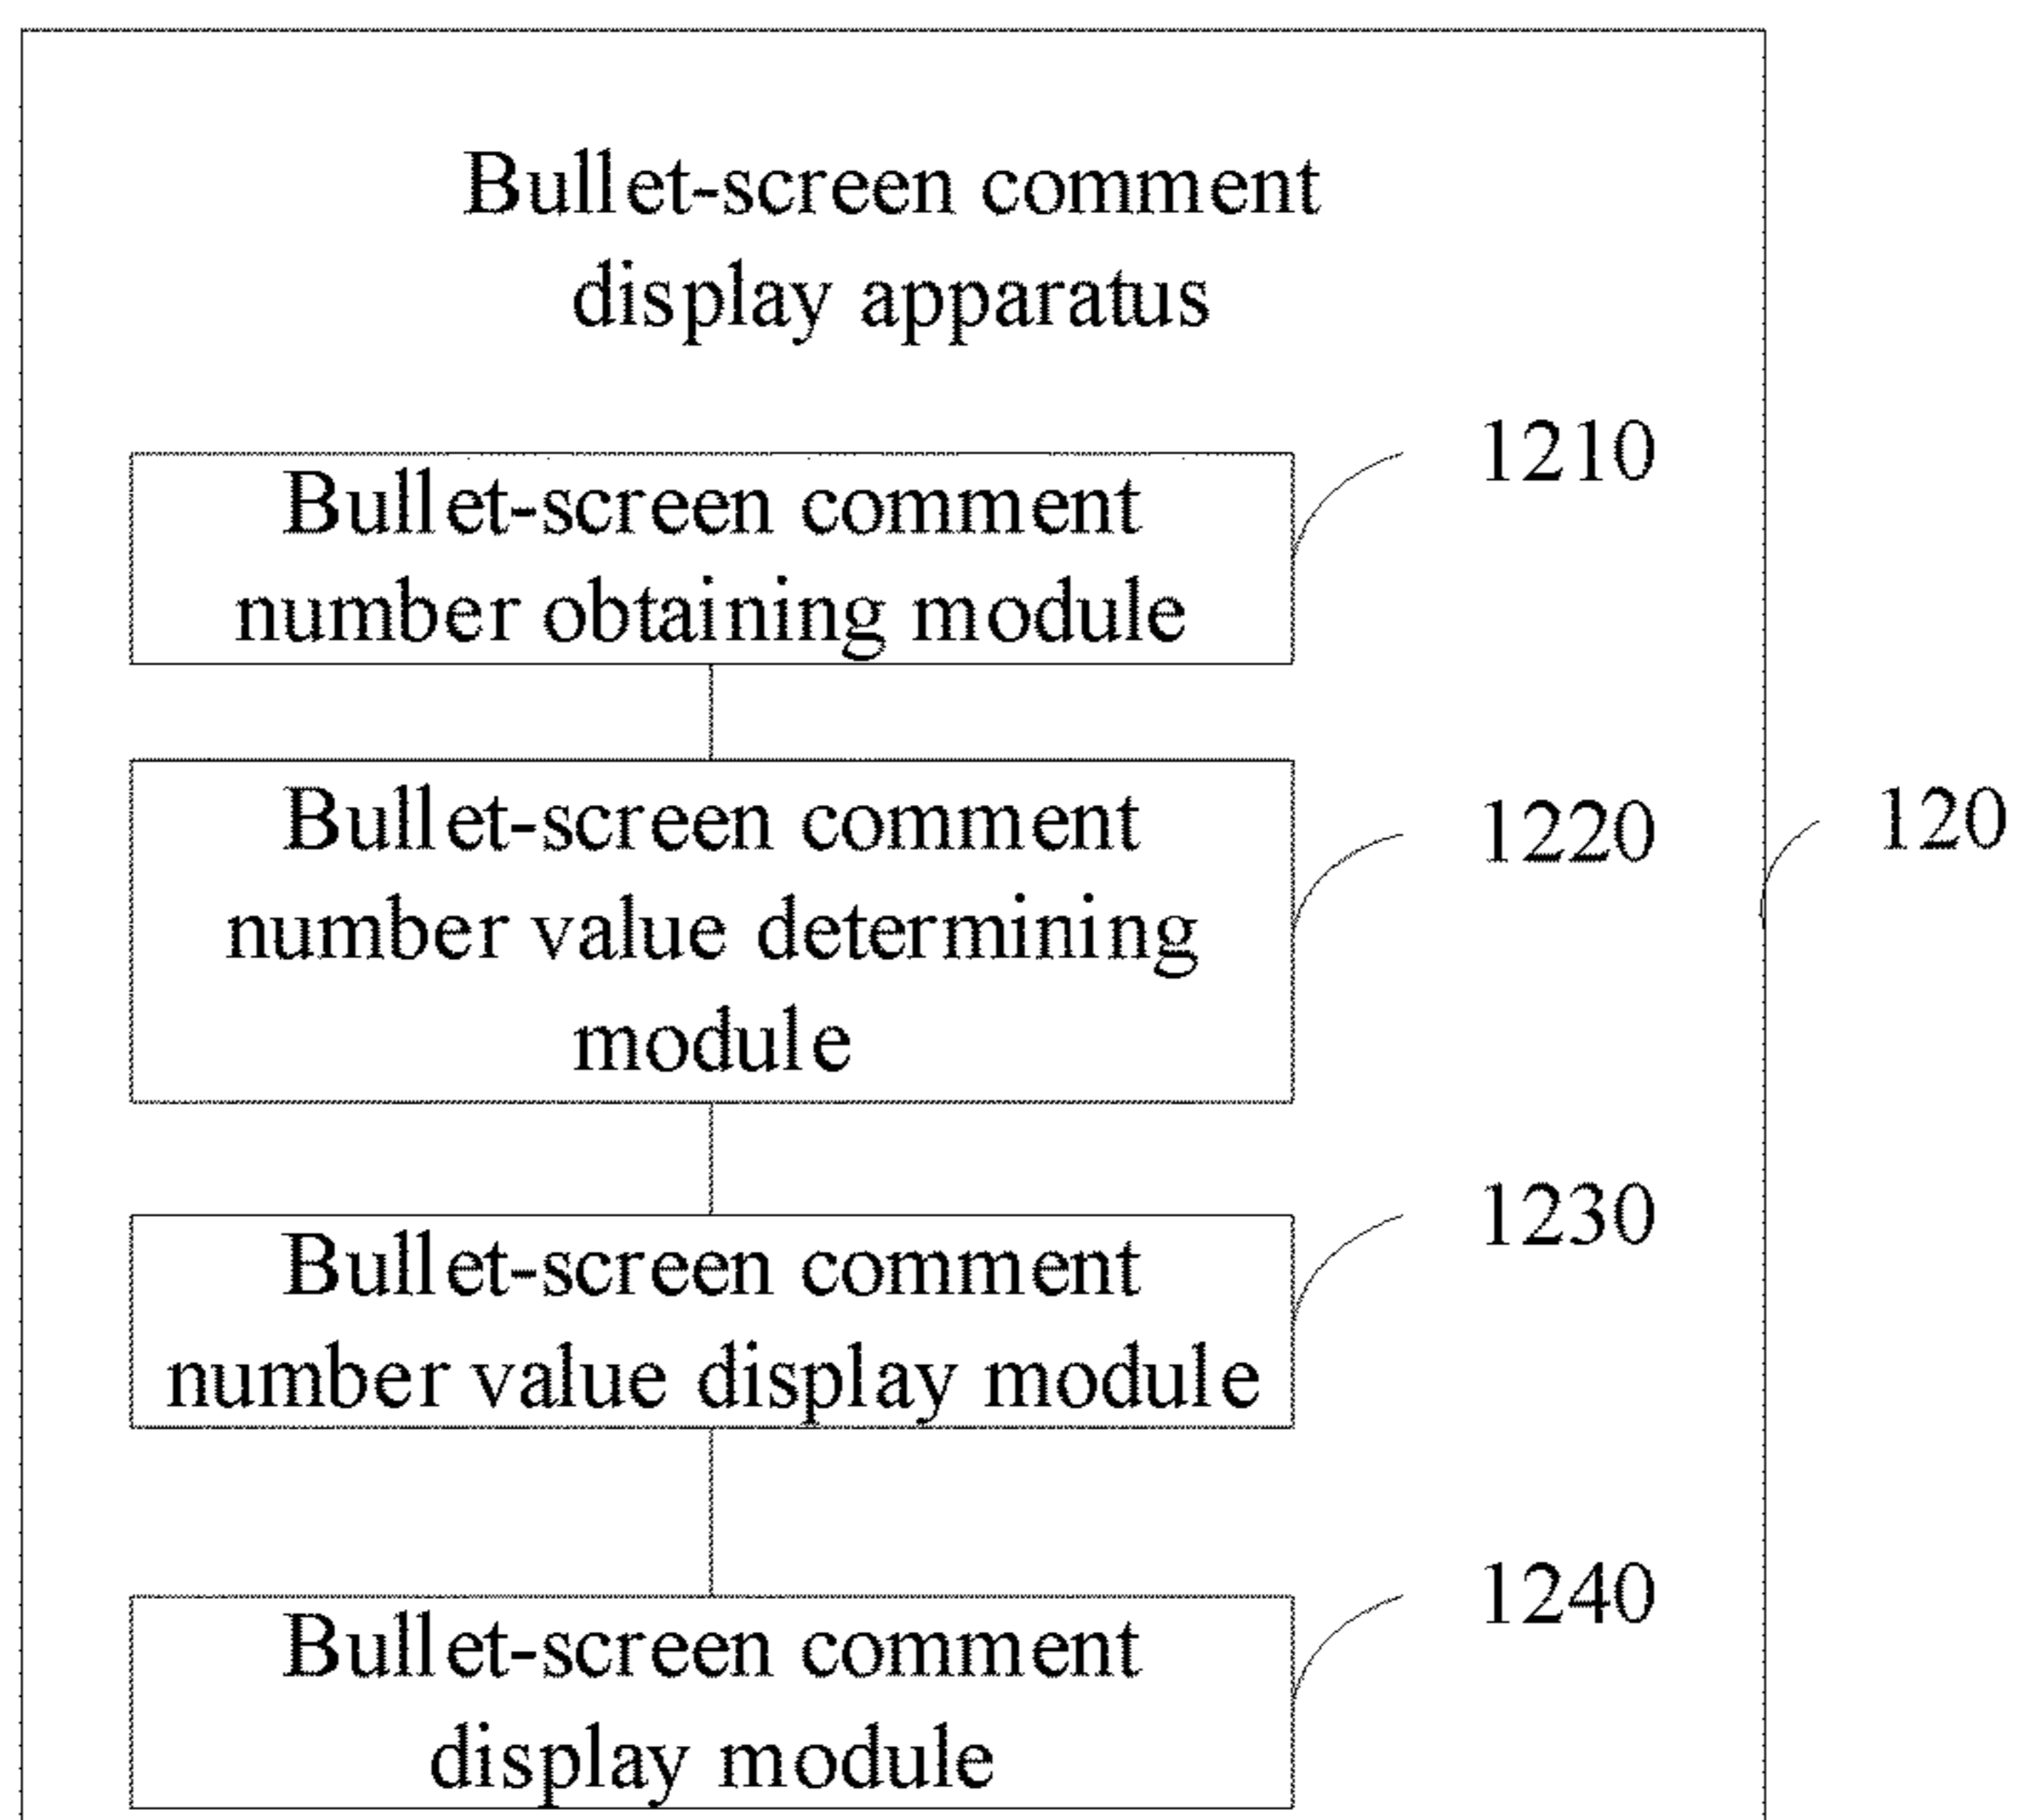 Bullet-screen comment
display apparatus
1210
Bullet-screen comment
number obtaining module
1220
120
Bullet-screen comment
number value determining
module
1230
Bullet-screen comment
number value display module
1240
Bullet-screen comment
display module